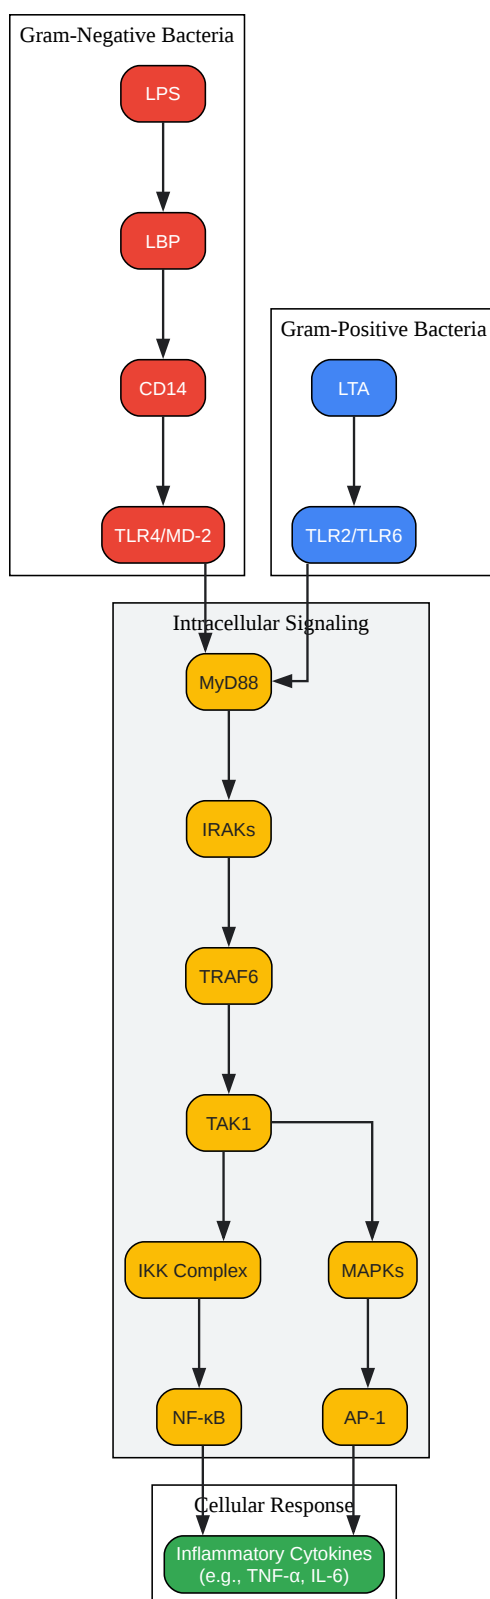 Gram-Negative Bacteria
LPS
LBP
Gram-Positive Bacteria
CD14
LTA
TLR4/MD-2
TLR2/TLR6
Intracellular Signaling
MyD88
IRAKs
TRAF6
TAK1
IKK Complex
MAPKs
NF-κB
AP-1
Cellular Response
Inflammatory Cytokines
(e.g., TNF-α, IL-6)